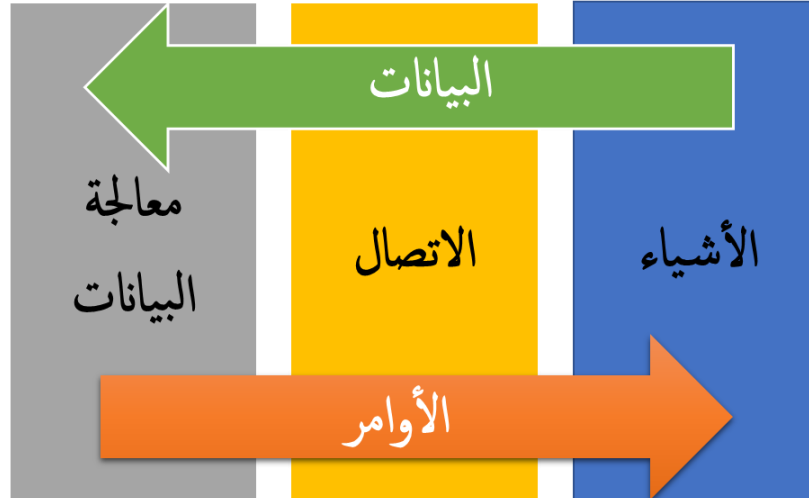 البيانات
الأشياء
الاتصال
معالجة
البيانات
الأوامر